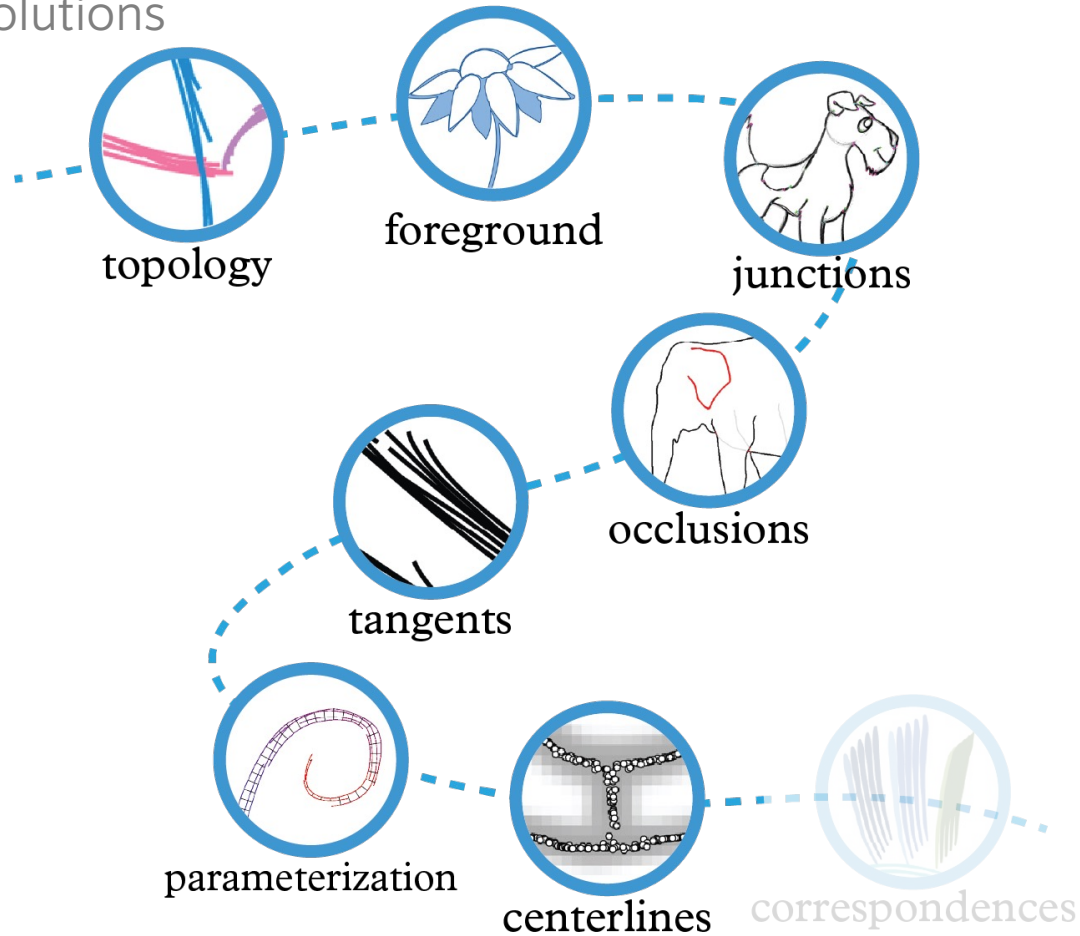 olutions
foreground
topology
junctions
occlusions
tangents
parameterization
centerlines
correspondences